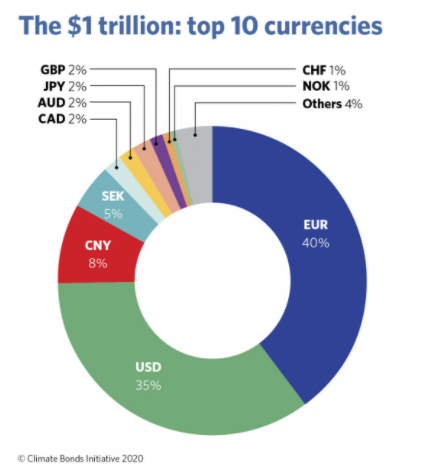 The $1 trillion: top 10 currencies
GBP 2%
JPY 2%
AUD 2%
CAD 2%
CHF 1%
NOK 1%
Others 4%
SEK
5%
EUR
40%
CNY
8%
USD
35%
© Climate Bonds Initiative 2020